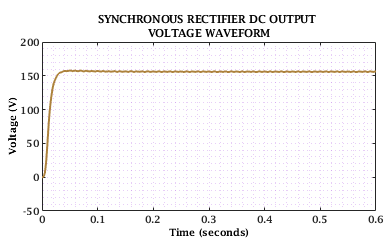 SYNCHRONOUS RECTIFIER DC OUTPUT
VOLTAGE WAVEFORM
200
150
100
50
0
-50
Voltage (V)
0 0.1 0.2 0.3 0.4 0.5 0.6
Time (seconds)